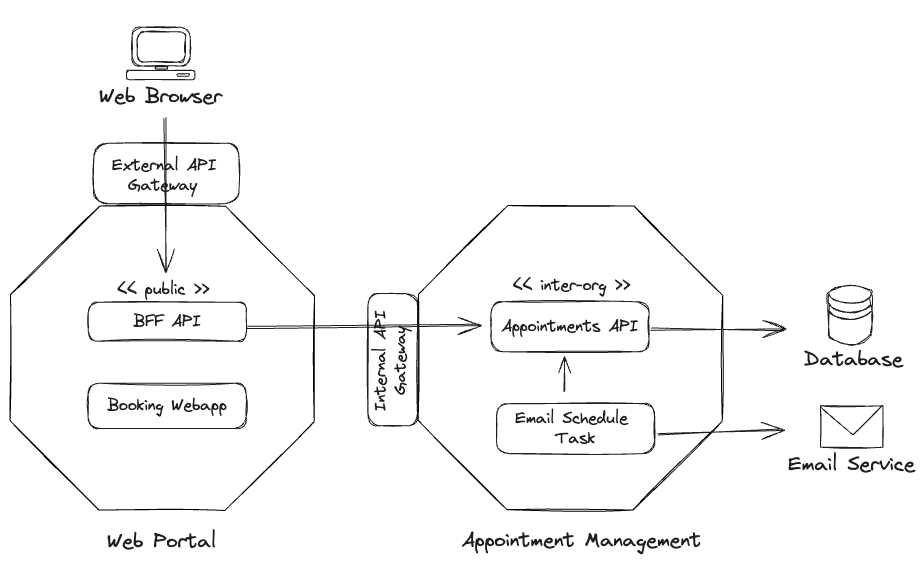 Web Browser
External API
Gateway
<< public >>
BFF API
Booking Webapp
Web Portal
Internal API
Gateway
<< inter-org >>
Appointments API
Email Schedule
Task
Appointment Management
Database
Email Service